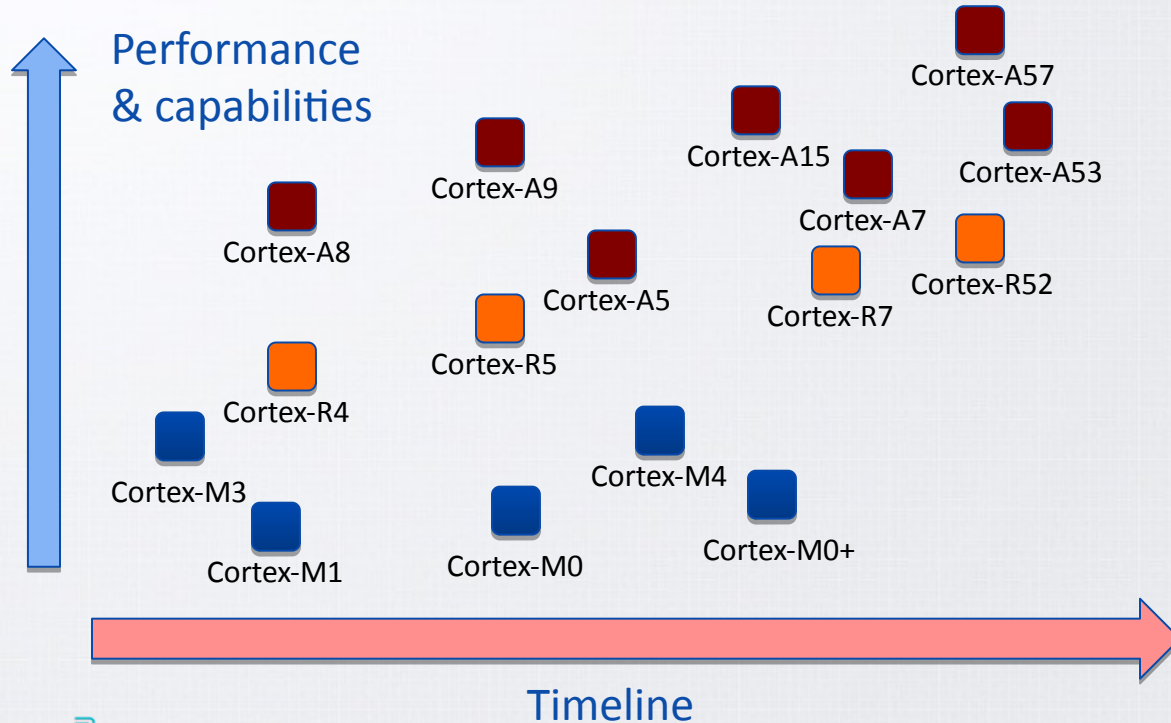 Performance
& capabilities
Cortex-A57
Cortex-A15
Cortex-A53
Cortex-A9
Cortex-A7
Cortex-A8
Cortex-R52
Cortex-A5
Cortex-R7
Cortex-R5
Cortex-R4
Cortex-M4
Cortex-M3
Cortex-M0+
Cortex-M0
Cortex-M1
Timeline